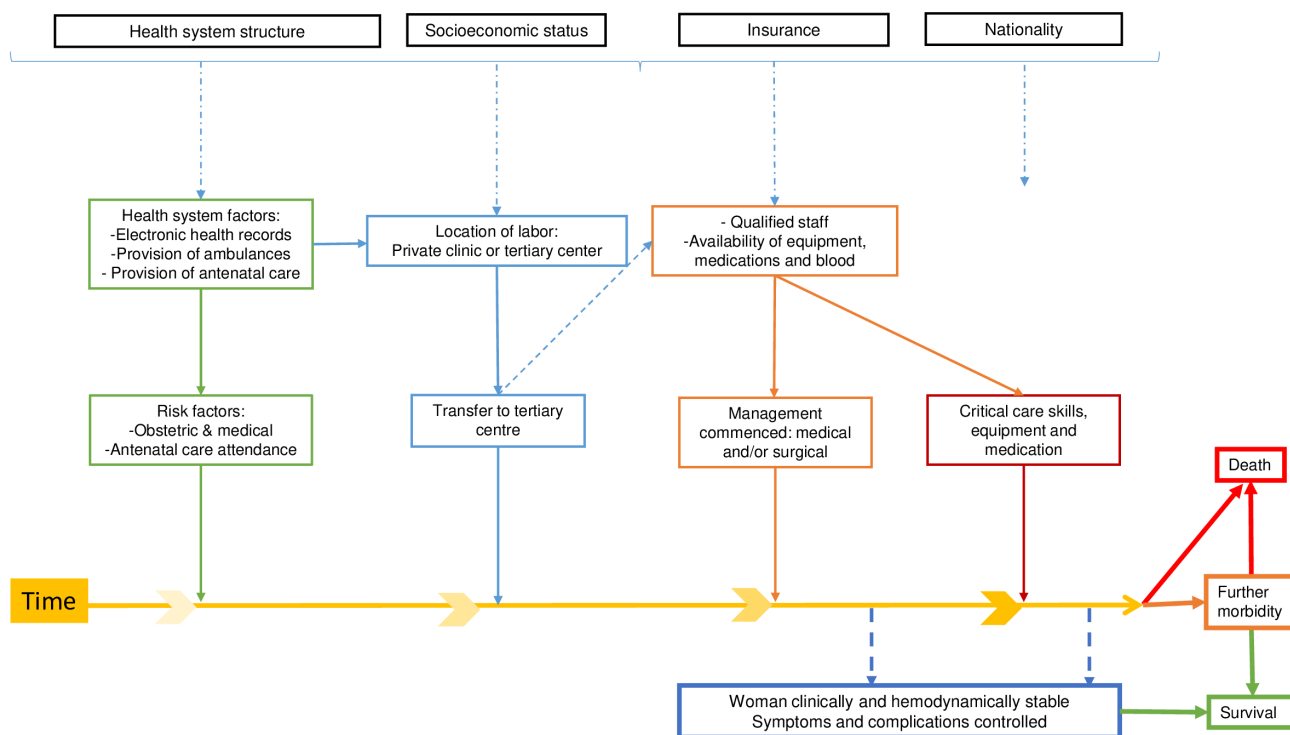 Health system structure
Socioeconomic status
Insurance
Nationality
Health system factors:
-Electronic health records
-Provision of ambulances
- Provision of antenatal care
Location of labor:
Private clinic or tertiary center
- Qualified staff
-Availability of equipment,
medications and blood
Risk factors:
-Obstetric & medical
-Antenatal care attendance
Transfer to tertiary
centre
Management
commenced: medical
and/or surgical
Critical care skills,
equipment and
medication
Death
Time
Further
morbidity
Woman clinically and hemodynamically stable
Symptoms and complications controlled
Survival